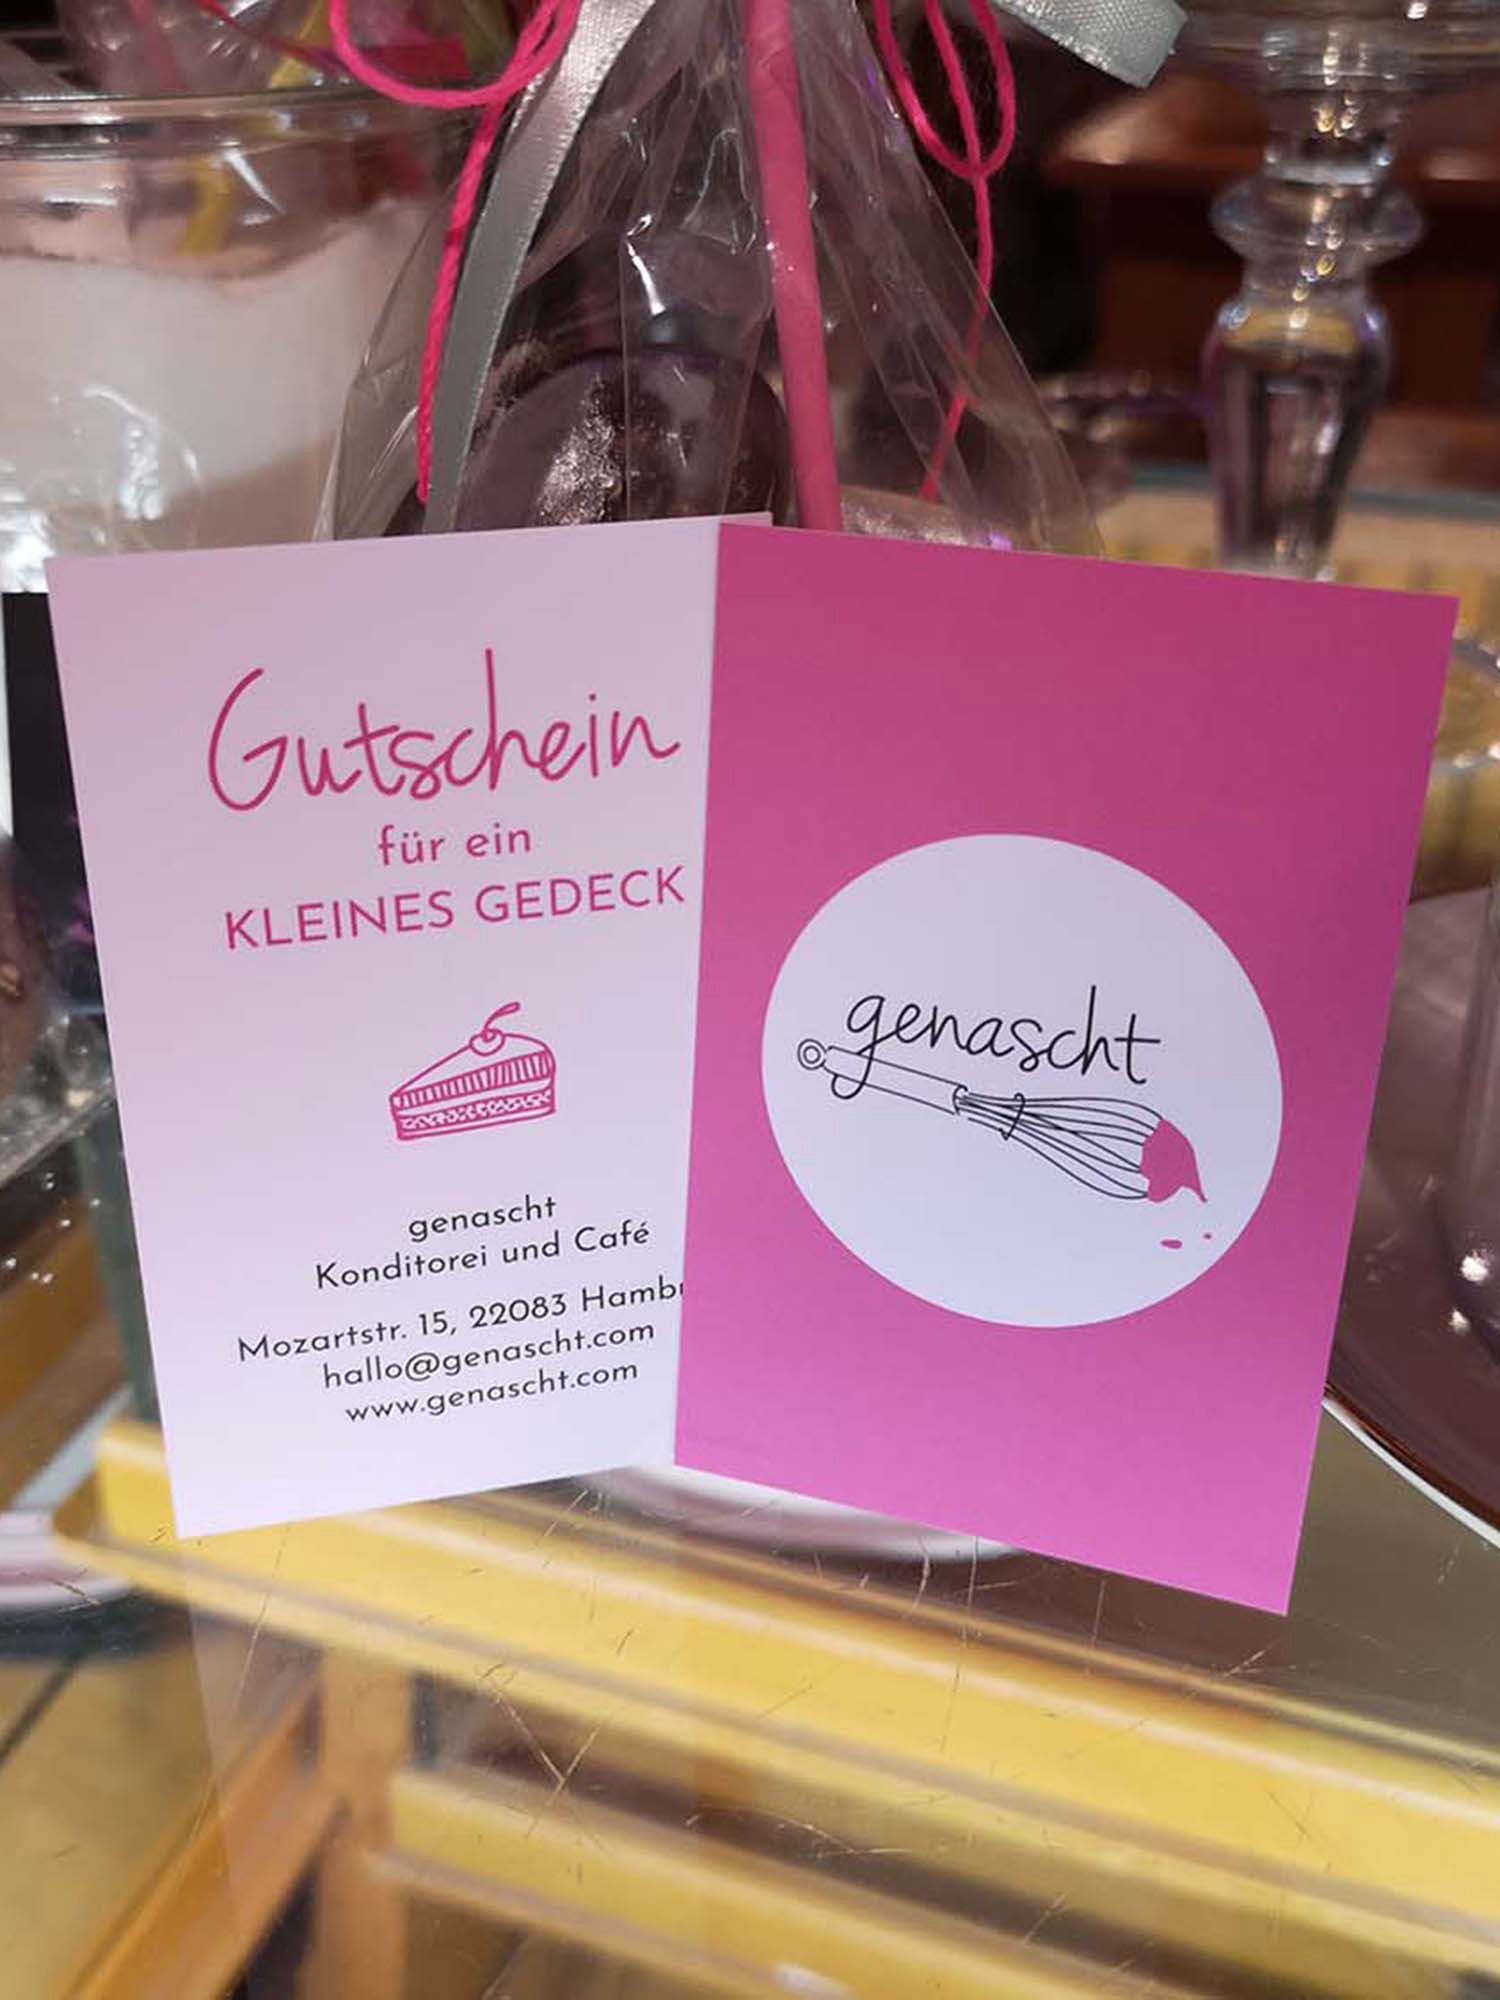 Gutschein
für ein
KLEINES GEDECK
genascht
Konditorei und Café
Mozartstr. 15, 22083
hallo@genascht.com
www.genascht.com
genascht